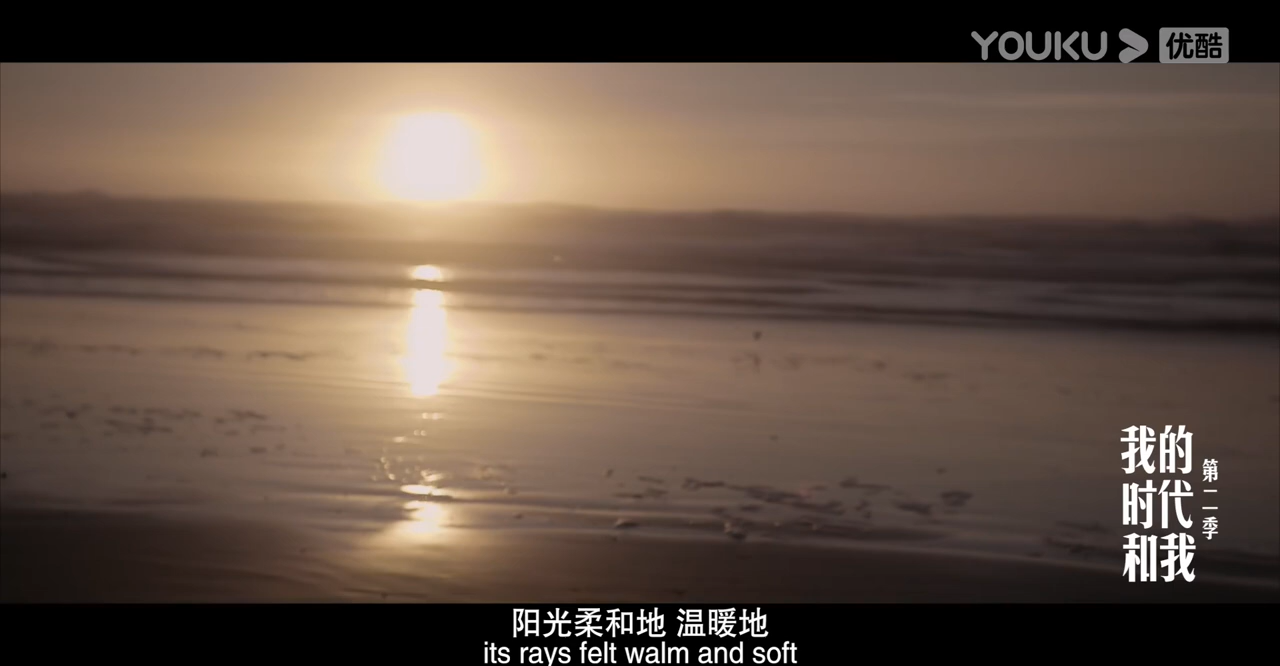 YOUKU 优酷
我的
时代
和我
第二季
阳光柔和地 温暖地
its rays felt walm and soft